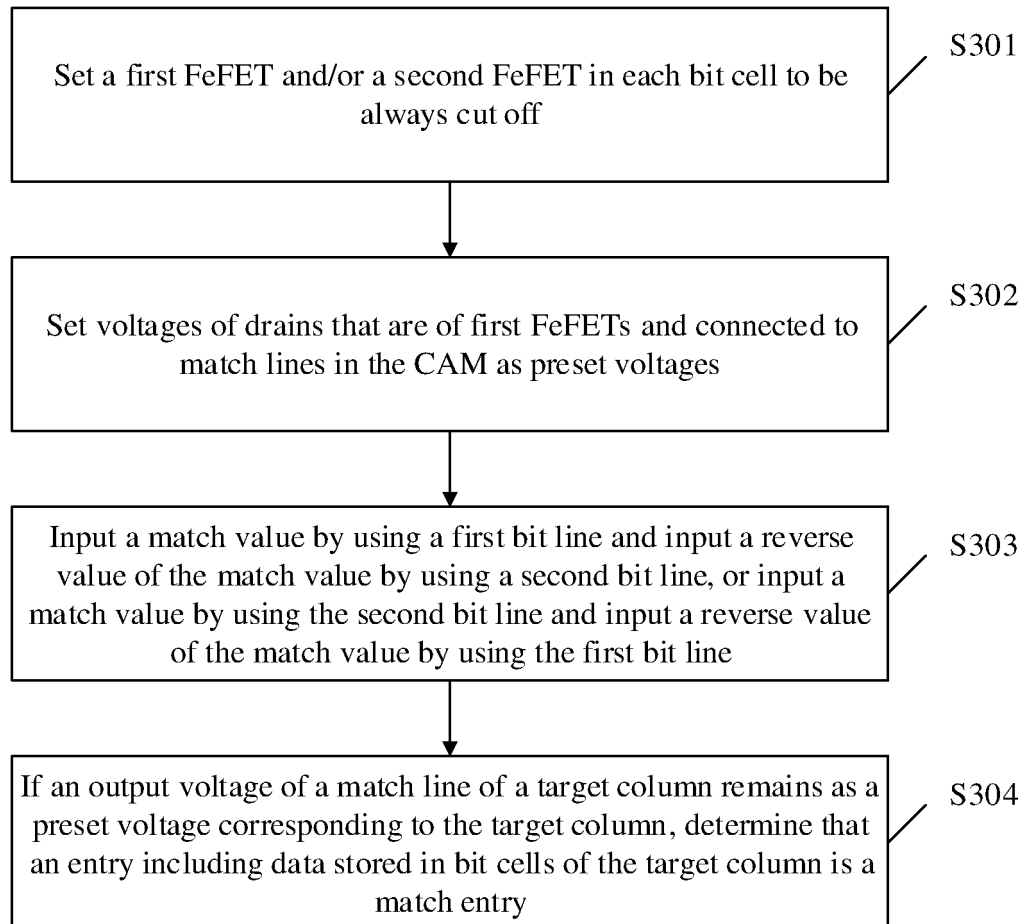 S301
Set a first FeFET and/or a second FeFET in each bit cell to be
always cut off
S302
Set voltages of drains that are of first FeFETs and connected to
match lines in the CAM as preset voltages
S303
Input a match value by using a first bit line and input a reverse
value of the match value by using a second bit line, or input a
match value by using the second bit line and input a reverse value
of the match value by using the first bit line
S304
If an output voltage of a match line of a target column remains as a
preset voltage corresponding to the target column, determine that
an entry including data stored in bit cells of the target column is a
match entry